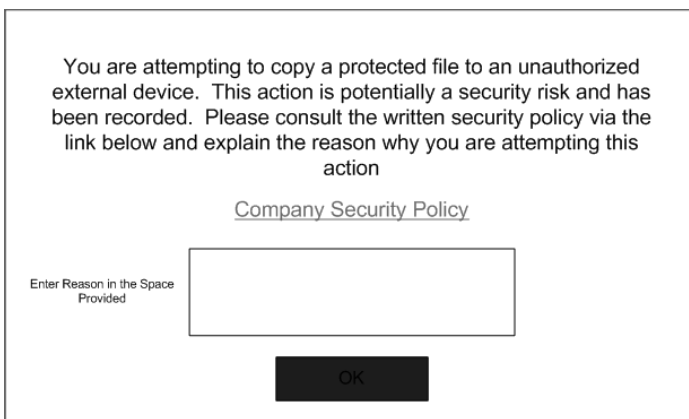 You are attempting to copy a protected file to an unauthorized
external device.  This action is potentially a security risk and has
been recorded.  Please consult the written security policy via the
link below and explain the reason why you are attempting this
action
Company Security Policy
Enter Reason in the Space
Provided
OK